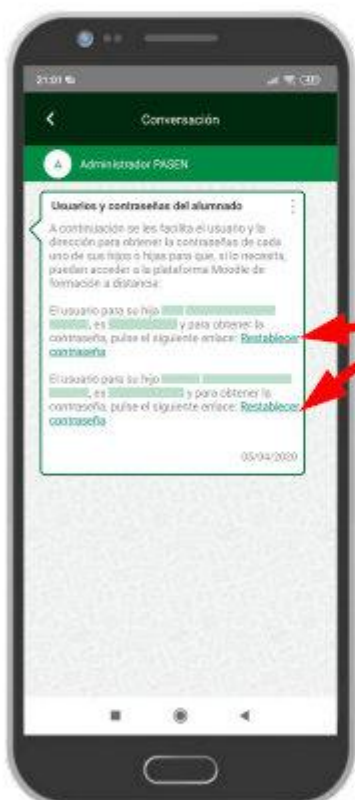 21:01
Conversación
A Administrador PASEN
Usuarios y contraseñas del alumnado
A continuación se les facilita el usuario y la
dirección para obtener la contraseñas de cada
uno de sus hijos o hijas para que, si lo necesita,
puedan acceder a la plataforma Moodle de
formación a distancia:
El usuario para su hijo
, es y para obtener la
contraseña, pulse el siguiente enlace: Restablecer
contraseña
El usuario para su hijo
, es y para obtener la
contraseña, pulse el siguiente enlace: Restablecer
contraseña
05/04/2020